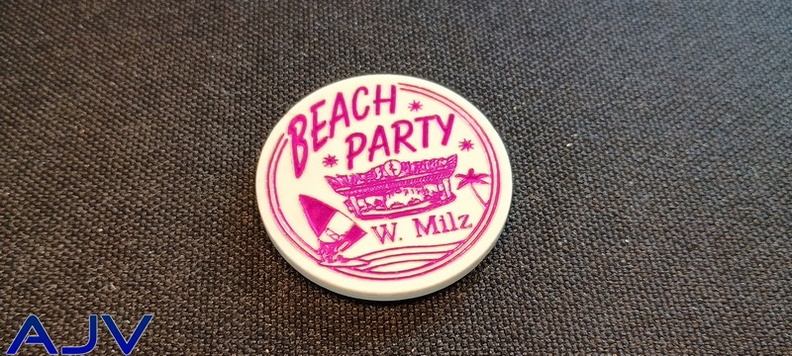 BEACH
PARTY
W. Milz
AJV